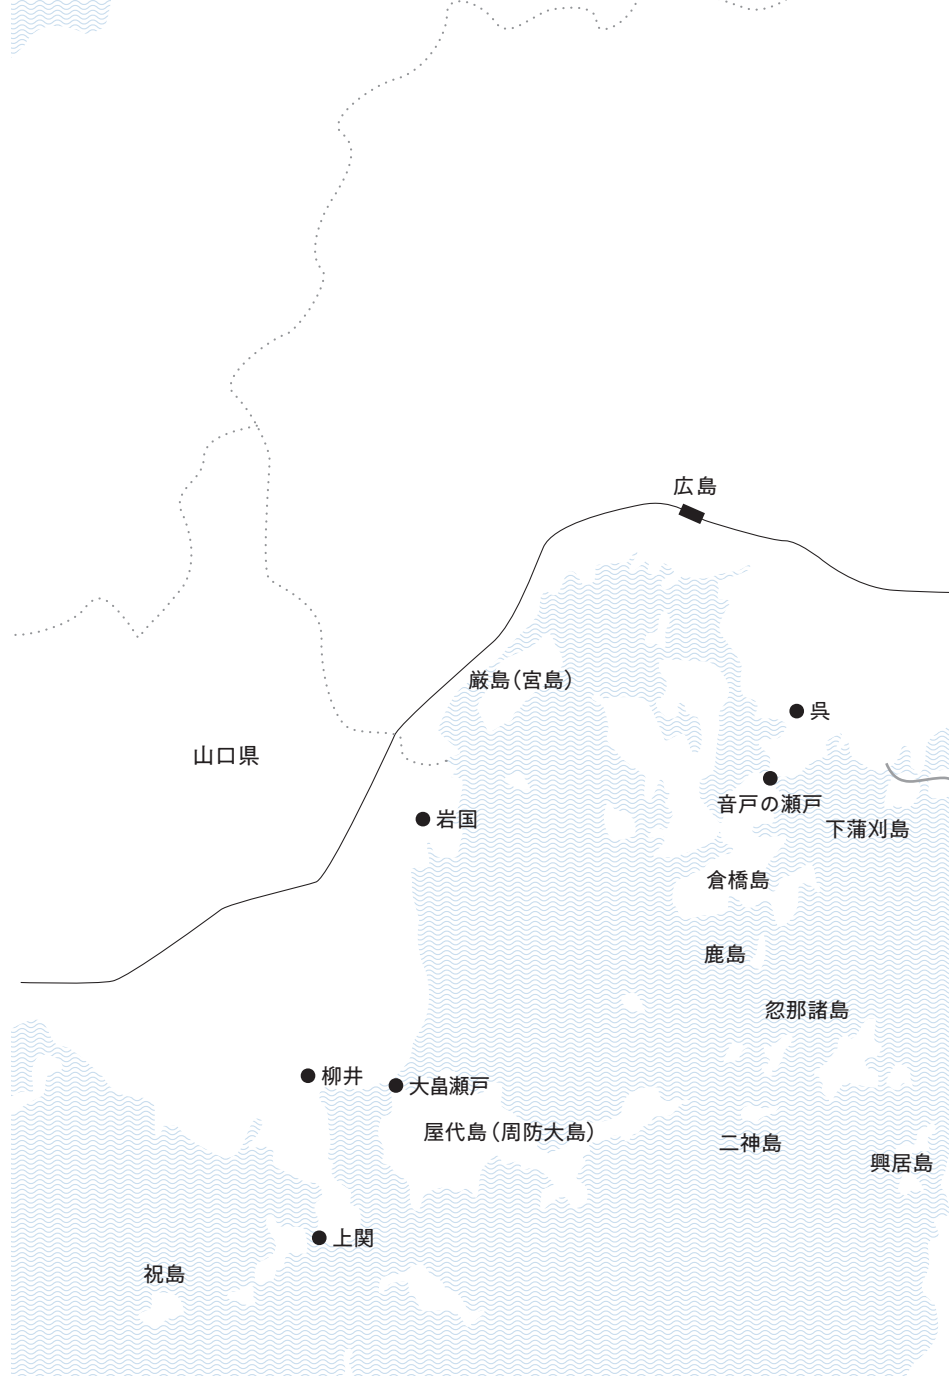 広島
厳島(宮島)
呉
山口県
音戸の瀬戸
岩国
下蒲刈島
倉橋島
鹿島
忽那諸島
柳井
大畠瀬戸
屋代島(周防大島)
二神島
興居島
上関
祝島